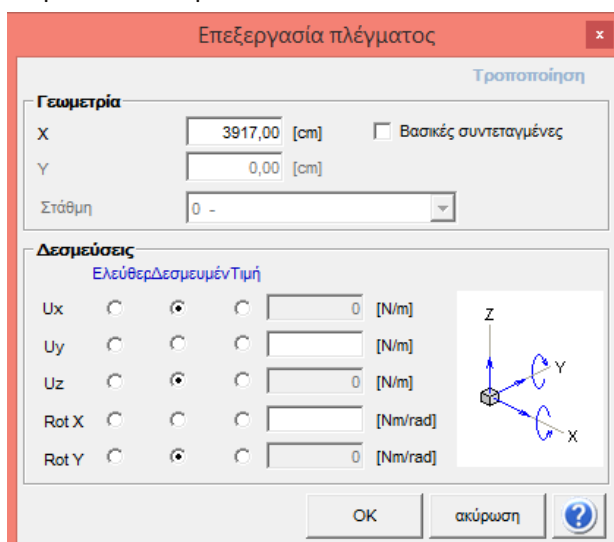 Επεξεργασία πλέγματος x
Τροποποίηση
Γεωμετρία
X 3917,00 [cm] Βασικές συντεταγμένες
Y 0,00 [cm]
Στάθμη 0 -
Δεσμεύσεις
ΕλεύθερΔεσμευμένΤιμή
Ux 0 [N/m]
Uy [N/m]
Uz 0 [N/m]
Rot X [Nm/rad]
Rot Y 0 [Nm/rad]
Z
Y
X
OK ακύρωση ?